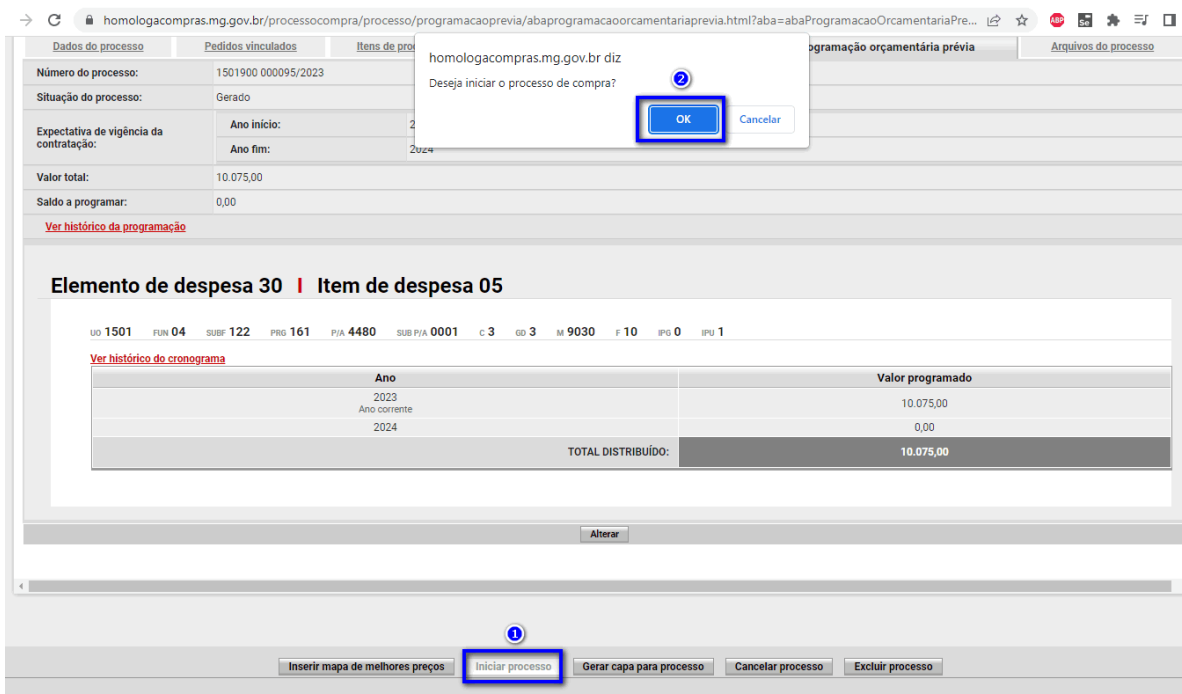 homologacompras.mg.gov.br/processocompra/processo/programacaoprevia/abaprogramacaoorcamentariaprevia.html?aba=abaProgramacaoOrcamentariaPre...
ABP
Se
homologacompras.mg.gov.br diz
Deseja iniciar o processo de compra?
2
OK
Cancelar
Dados do processo
Pedidos vinculados
Itens de pro
ogramação orçamentária prévia
Arquivos do processo
Número do processo: 1501900 000095/2023
Situação do processo: Gerado
Expectativa de vigência da
contratação:
Ano início: 2
Ano fim: 2024
Valor total: 10.075,00
Saldo a programar: 0,00
Ver histórico da programação
Elemento de despesa 30 I Item de despesa 05
UO 1501 FUN 04 SUBF 122 PRG 161 P/A 4480 SUB P/A 0001 C 3 GD 3 M 9030 F 10 IPG 0 IPU 1
Ver histórico do cronograma
Ano Valor programado
2023
Ano corrente
10.075,00
2024 0,00
TOTAL DISTRIBUÍDO: 10.075,00
Alterar
1
Inserir mapa de melhores preços
Iniciar processo
Gerar capa para processo
Cancelar processo
Excluir processo